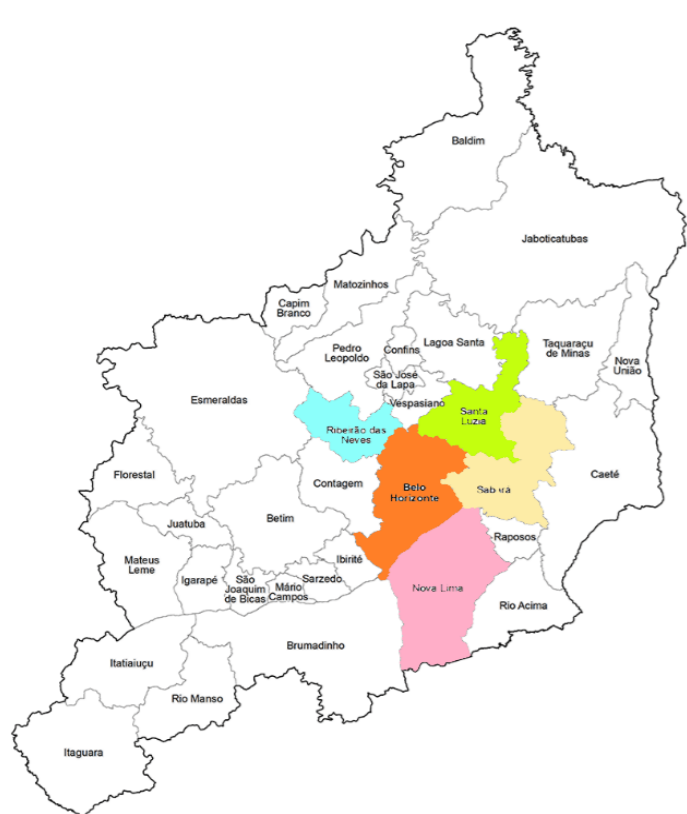 Baldim
Jaboticatubas
Matozinhos
Capim
Branco
Pedro
Leopoldo
Confins
Lagoa Santa
Taquaraçu
de Minas
Nova
União
São José
da Lapa
Esmeraldas
Vespasiano
Santa
Luzia
Ribeirão das
Neves
Florestal
Contagem
Belo
Horizonte
Sabará
Caeté
Juatuba
Betim
Raposos
Mateus
Leme
Igarapé
São
Joaquim
de Bicas
Mário
Campos
Sarzedo
Ibirité
Nova Lima
Rio Acima
Brumadinho
Itatiaiuçu
Rio Manso
Itaguara